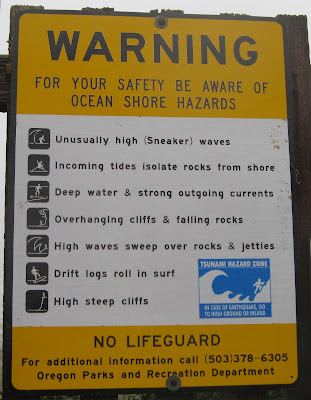 WARNING
FOR YOUR SAFETY BE AWARE OF
OCEAN SHORE HAZARDS
Unusually high (Sneaker) waves
Incoming tides isolate rocks from shore
Deep water & strong outgoing currents
Overhanging cliffs & falling rocks
High waves sweep over rocks & jetties
Drift logs roll in surf
High steep cliffs
TSUNAMI HAZARD ZONE
IN CASE OF EARTHQUAKE, GO
TO HIGH GROUND OR INLAND
NO LIFEGUARD
For additional information call (503)378-6305
Oregon Parks and Recreation Department